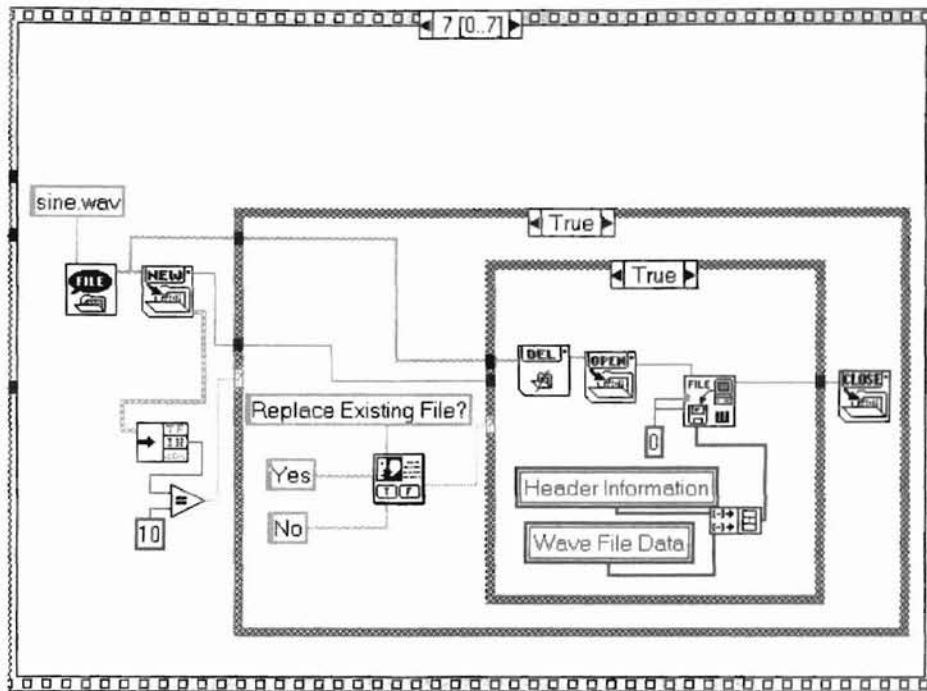 7 [0..7]
sine.wav
True
True
FILE
NEW
DEL
OPEN
FILE
CLOSE
Replace Existing File?
0
Yes
Header Information
T F
10
=
No
Wave File Data